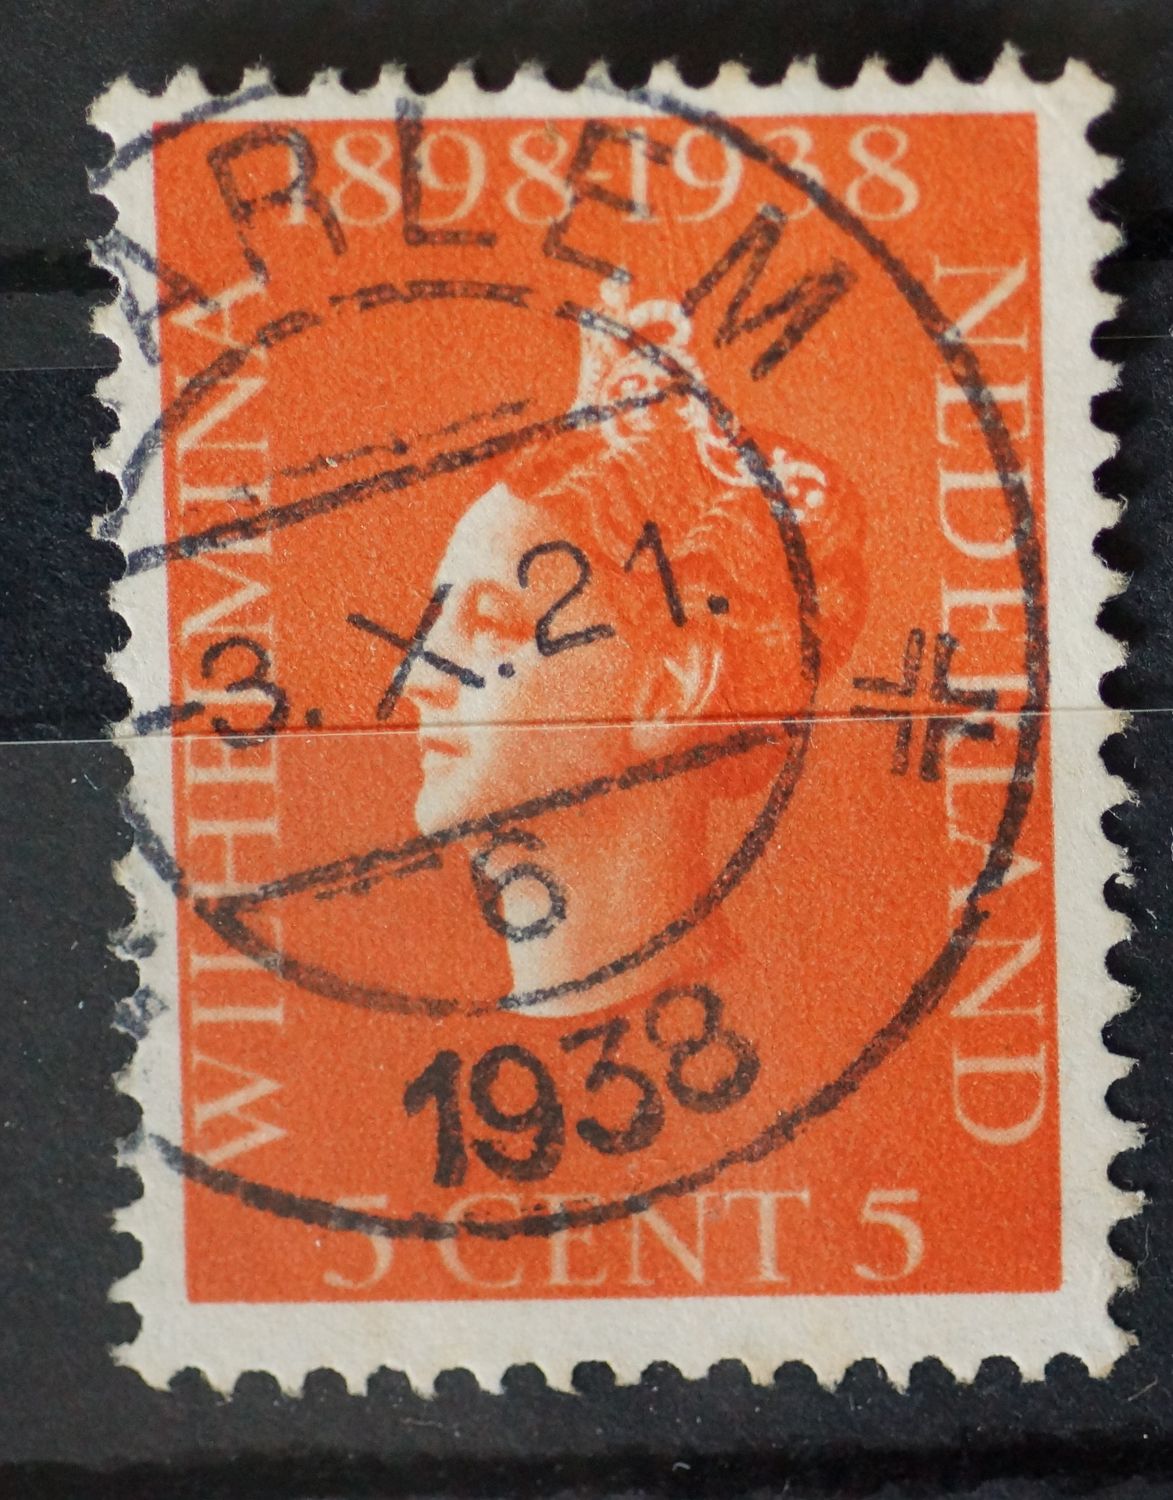 1898-1938
WILHELMINA
NEDERLAND
5 CENT 5
ARLEM
3.X.21.
6
1938